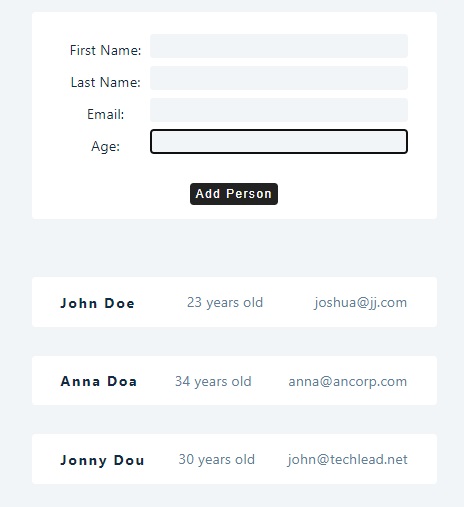 First Name:
Last Name:
Email:
Age:
Add Person
John Doe 23 years old joshua@jj.com
Anna Doa 34 years old anna@ancorp.com
Jonny Dou 30 years old john@techlead.net